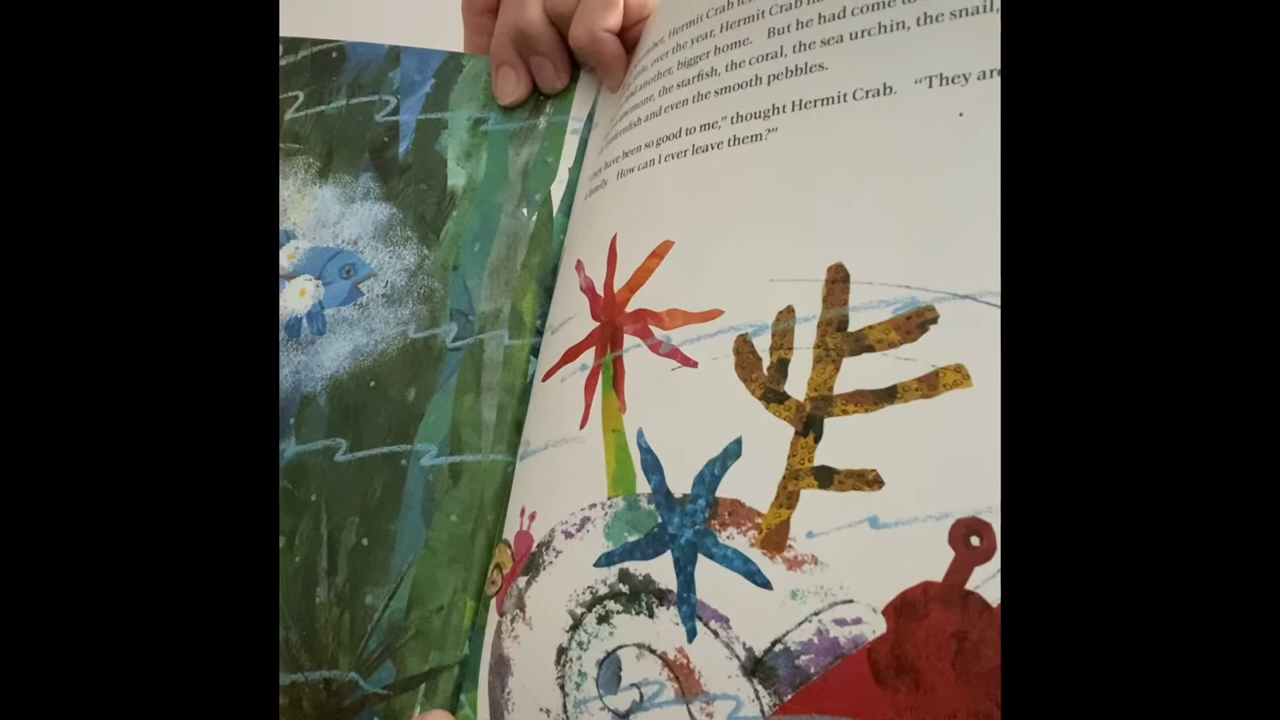 Hermit Crab
over the year, Hermit Crab
another, bigger home. But he had come to
the starfish, the coral, the sea urchin, the snail,
and even the smooth pebbles.
have been so good to me," thought Hermit Crab. "They are
family. How can I ever leave them?"